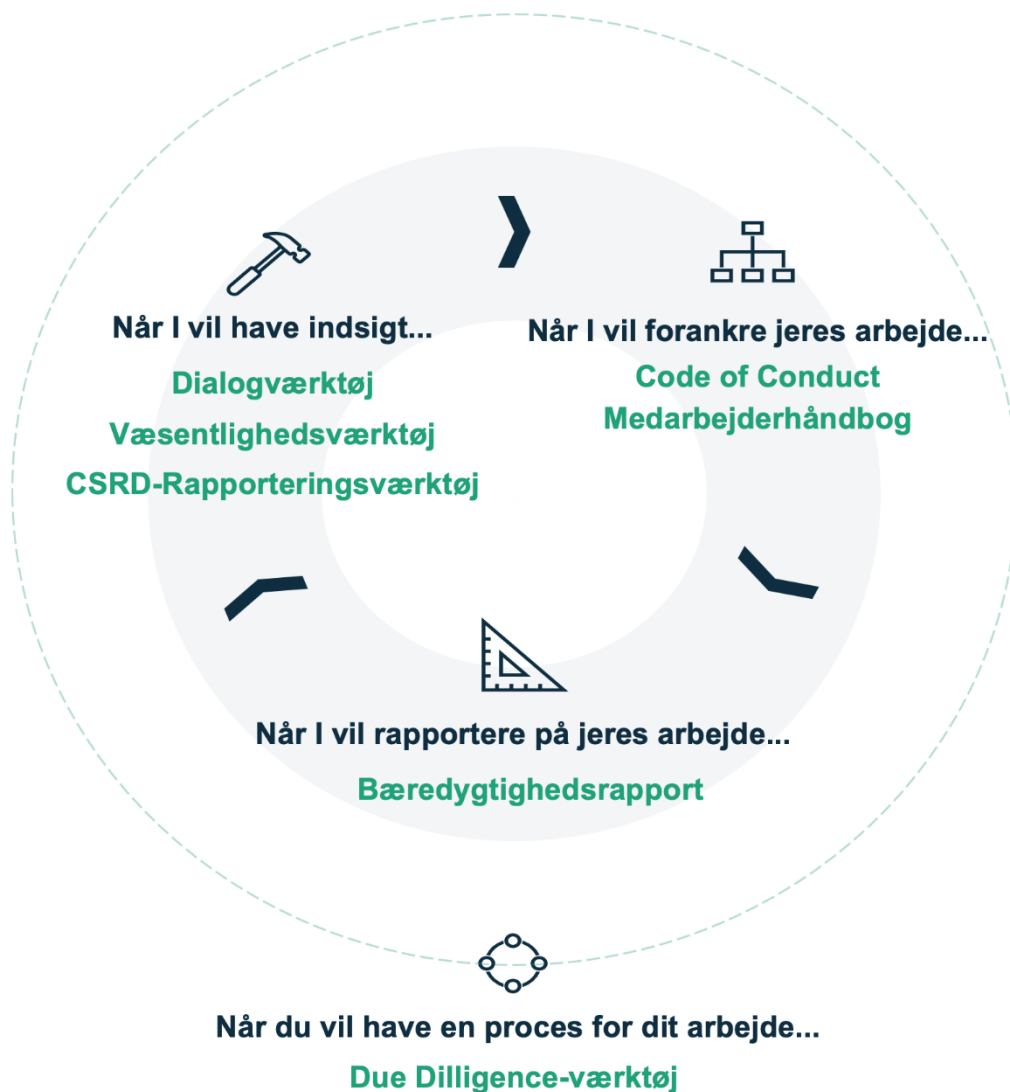 Når I vil have indsigt...
Dialogværktøj
Væsentlighedsværktøj
CSRD-Rapporteringsværktøj
Når I vil forankre jeres arbejde...
Code of Conduct
Medarbejderhåndbog
Når I vil rapportere på jeres arbejde...
Bæredygtighedsrapport
Når du vil have en proces for dit arbejde...
Due Dilligence-værktøj